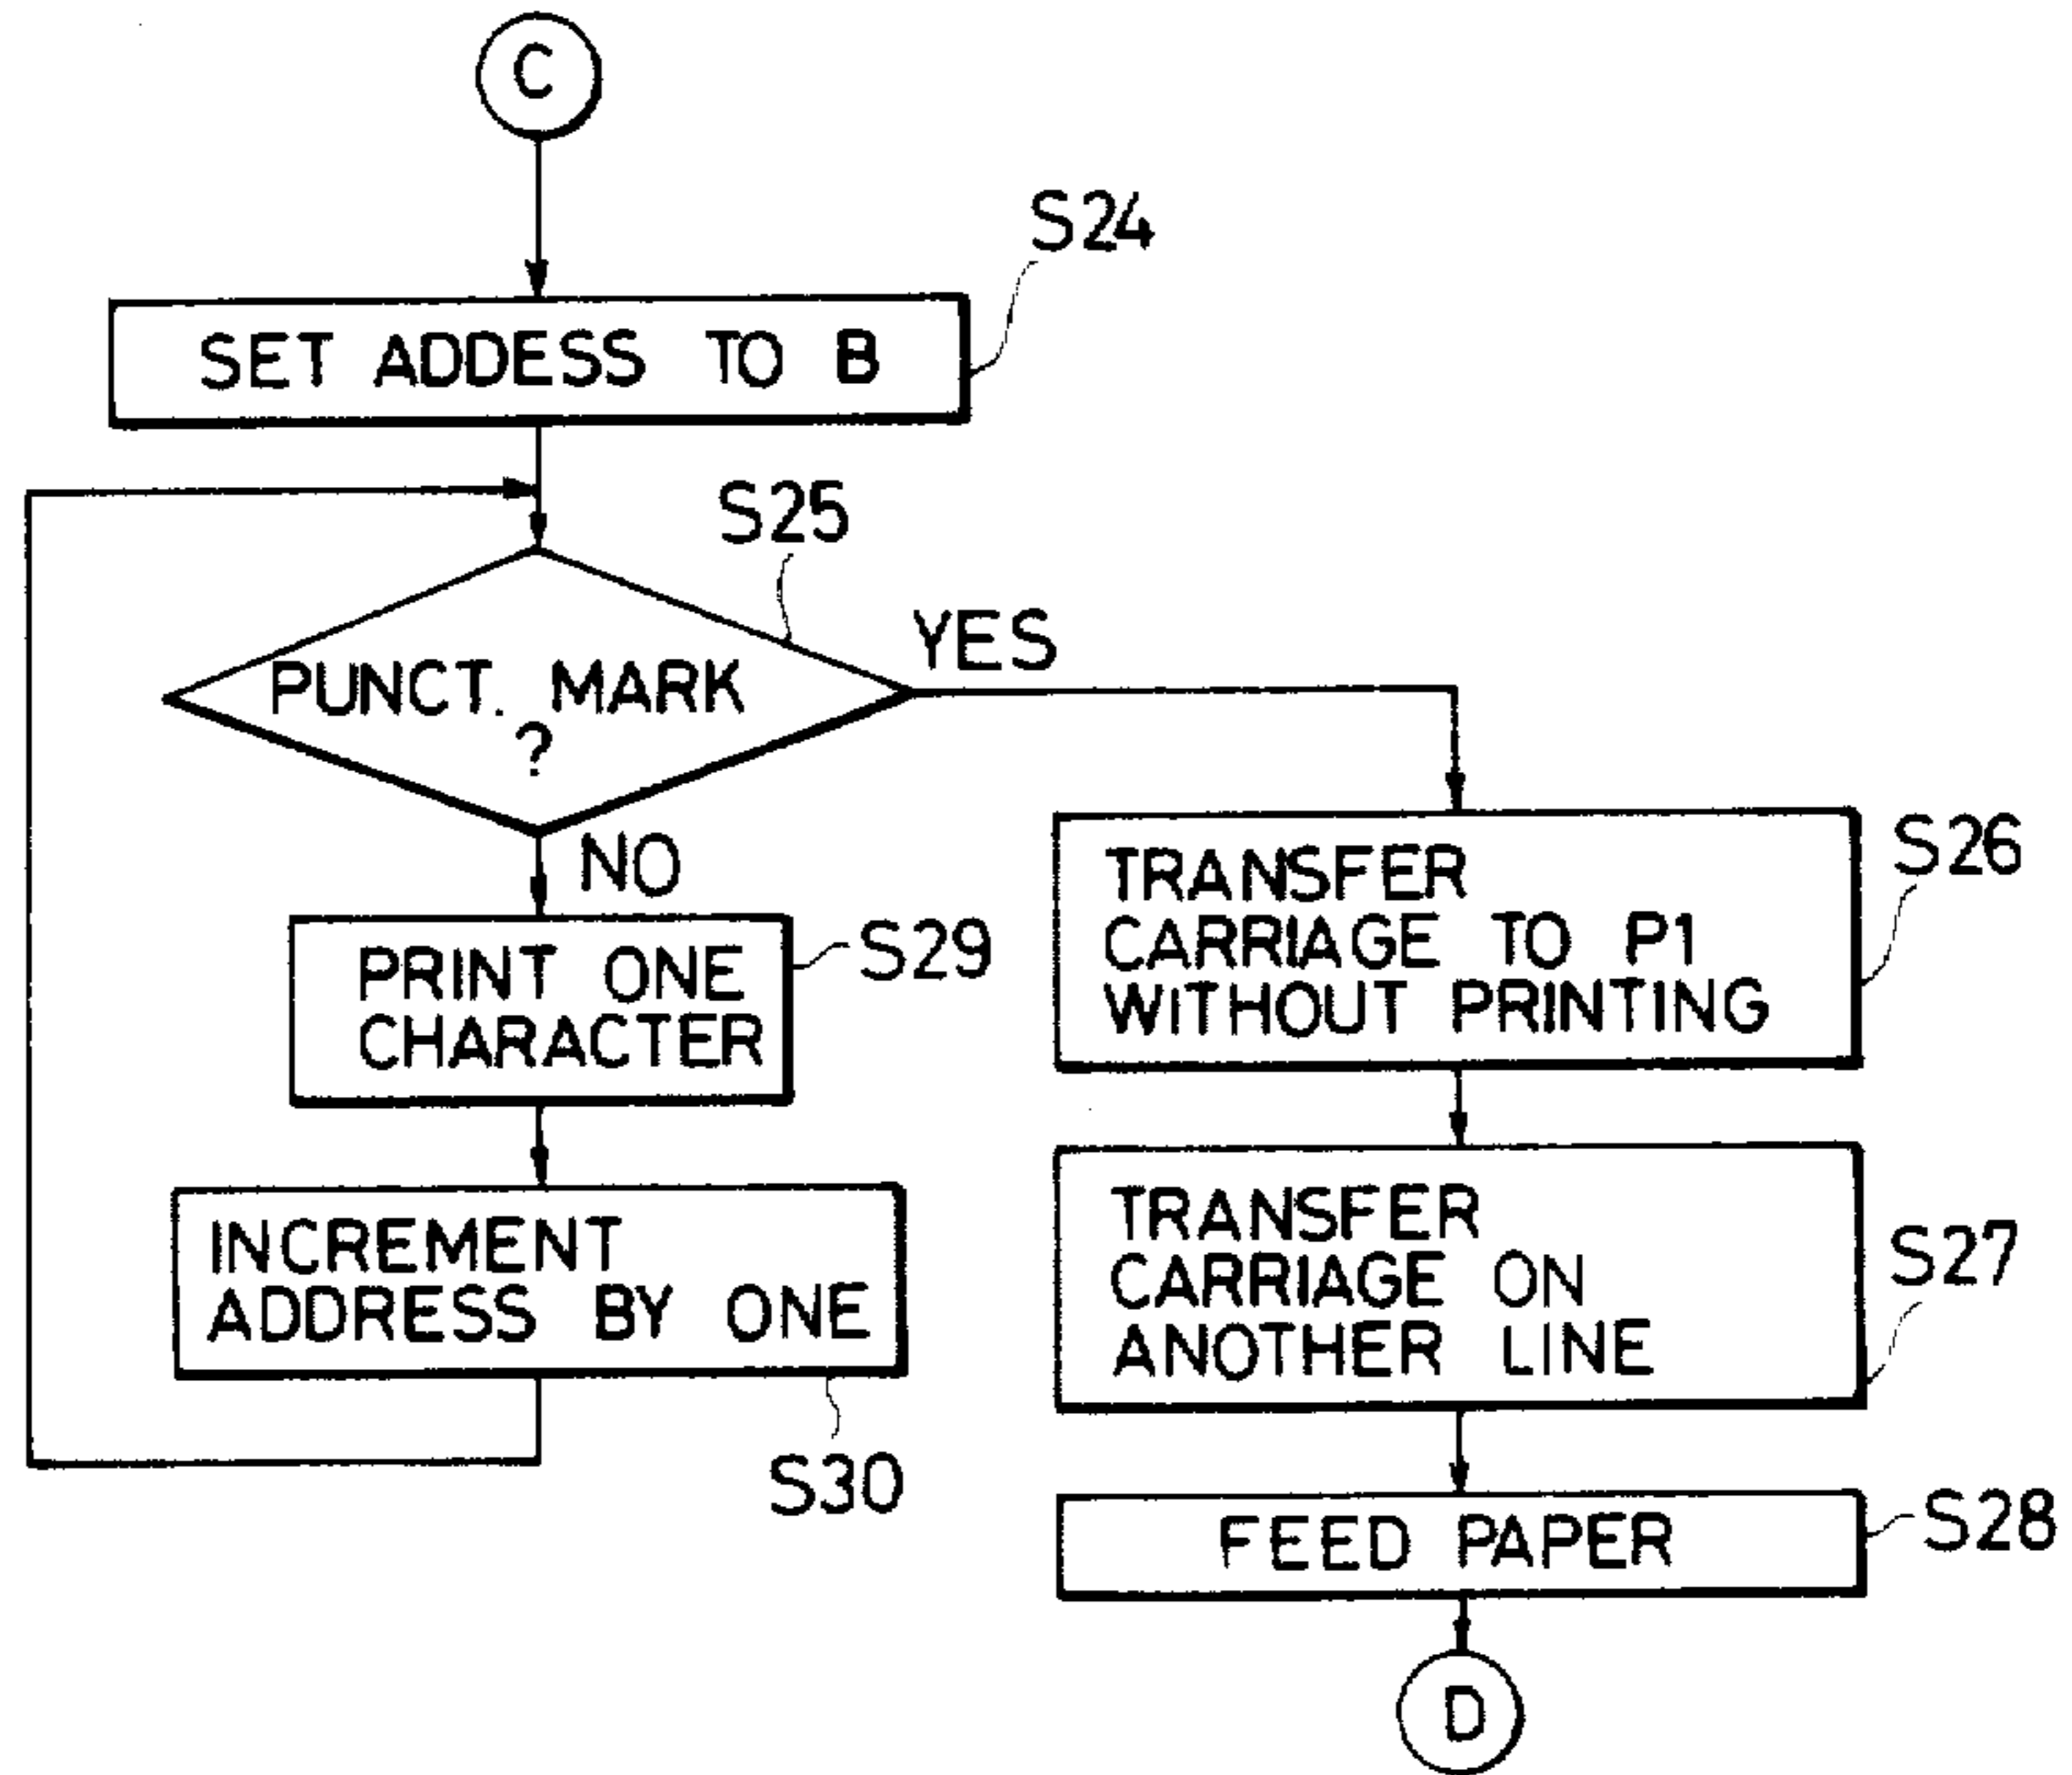 C
S24
SET ADDESS TO B
S25
YES
PUNCT. MARK
?
NO
S29
PRINT ONE
CHARACTER
INCREMENT
ADDRESS BY ONE
S30
S26
TRANSFER
CARRIAGE TO P1
WITHOUT PRINTING
TRANSFER
CARRIAGE ON
ANOTHER LINE
S27
FEED PAPER
S28
D